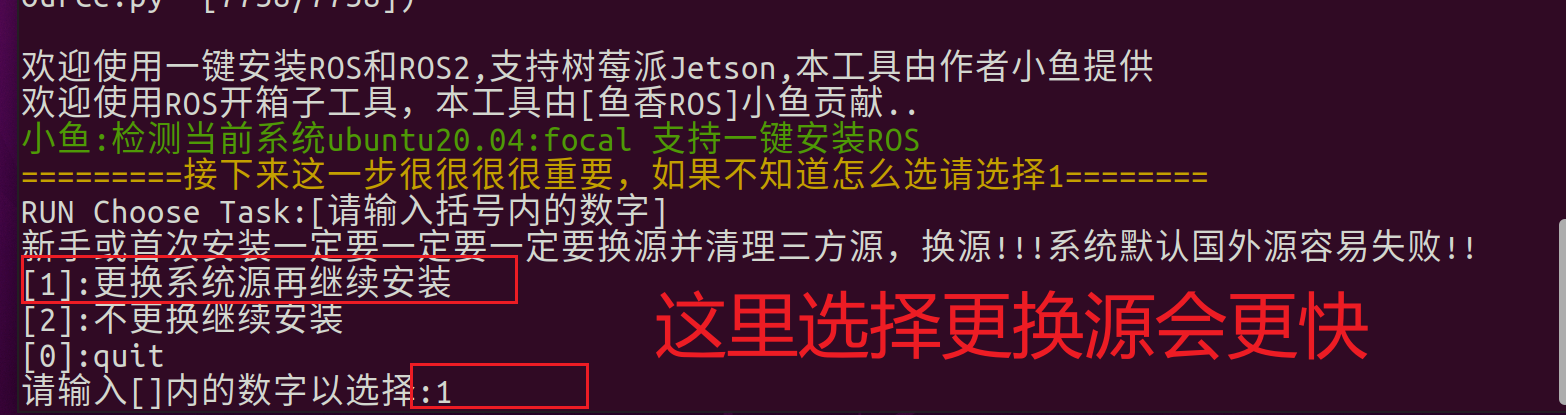 欢迎使用一键安装ROS和ROS2,支持树莓派Jetson,本工具由作者小鱼提供
欢迎使用ROS开箱子工具，本工具由[鱼香ROS]小鱼贡献..
小鱼:检测当前系统ubuntu20.04:focal 支持一键安装ROS
=========接下来这一步很很很很重要，如果不知道怎么选请选择1========
RUN Choose Task:[请输入括号内的数字]
新手或首次安装一定要一定要一定要换源并清理三方源，换源!!!系统默认国外源容易失败!!
[1]:更换系统源再继续安装
[2]:不更换继续安装
这里选择更换源会更快
[0]:quit
请输入[]内的数字以选择:1